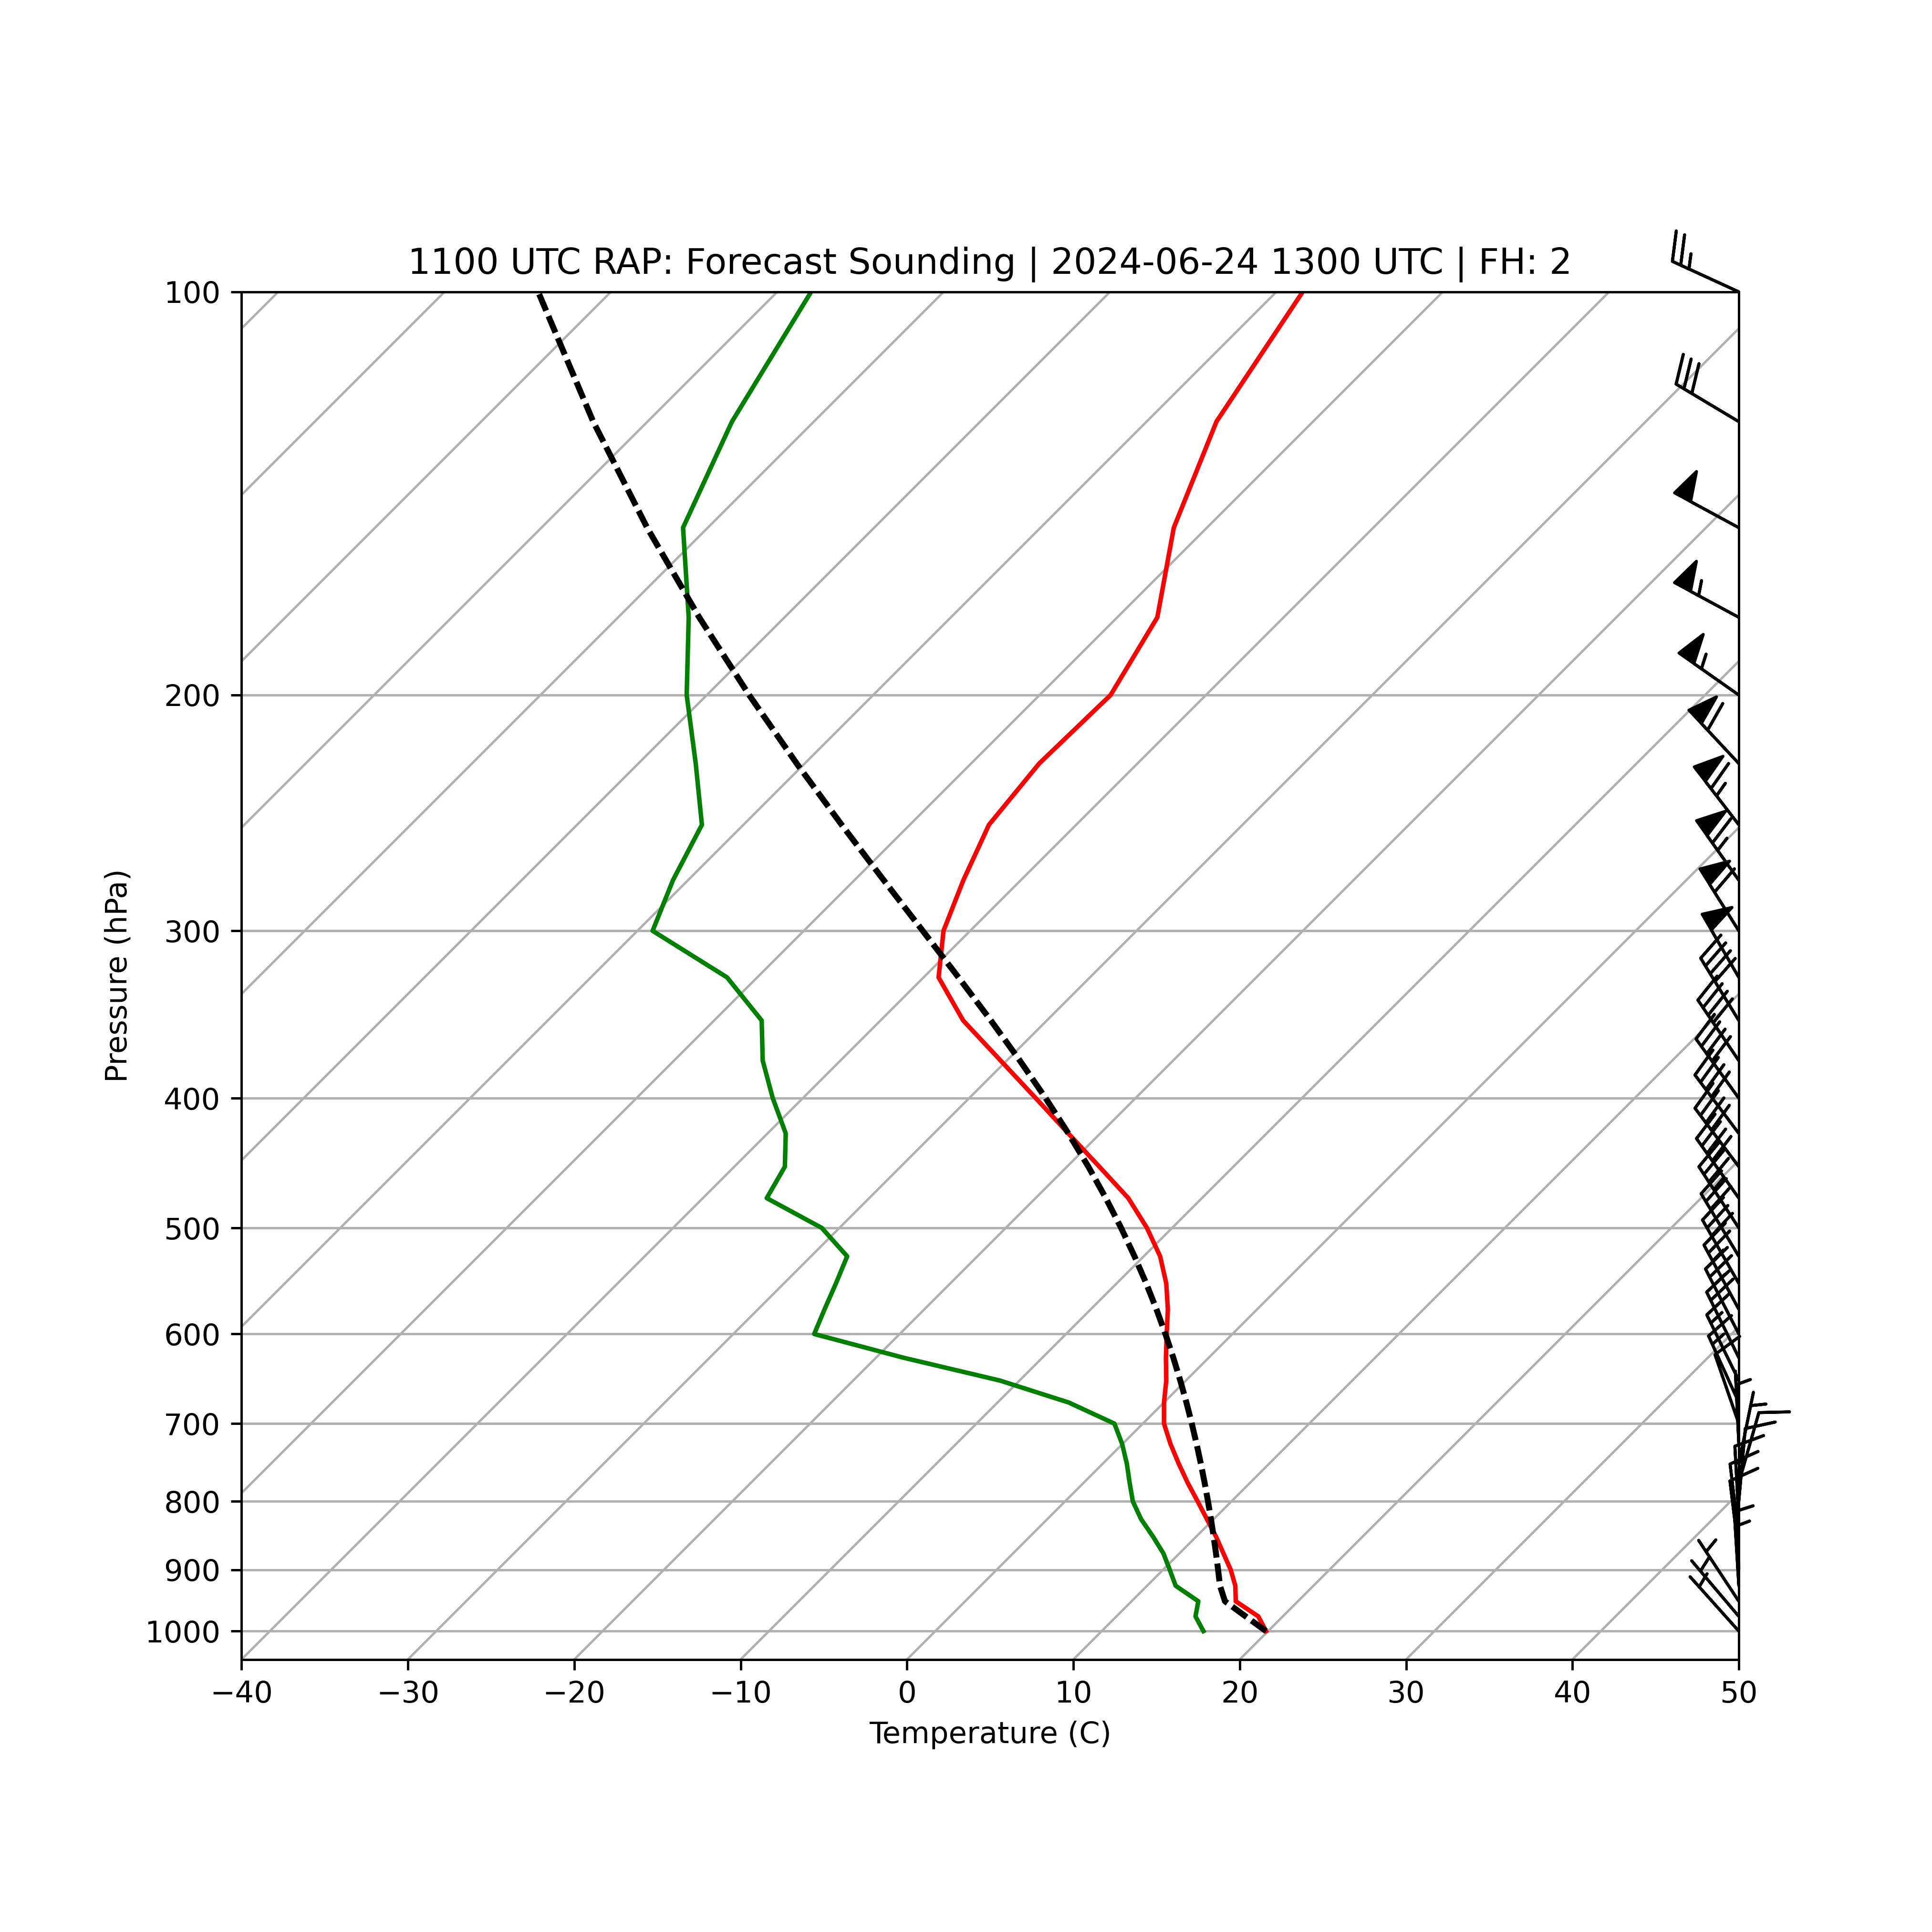 1100 UTC RAP: Forecast Sounding | 2024-06-24 1300 UTC | FH: 2
100
200
300
400
500
600
700
800
900
1000
Pressure (hPa)
−40 −30 −20 −10 0 10 20 30 40 50
Temperature (C)